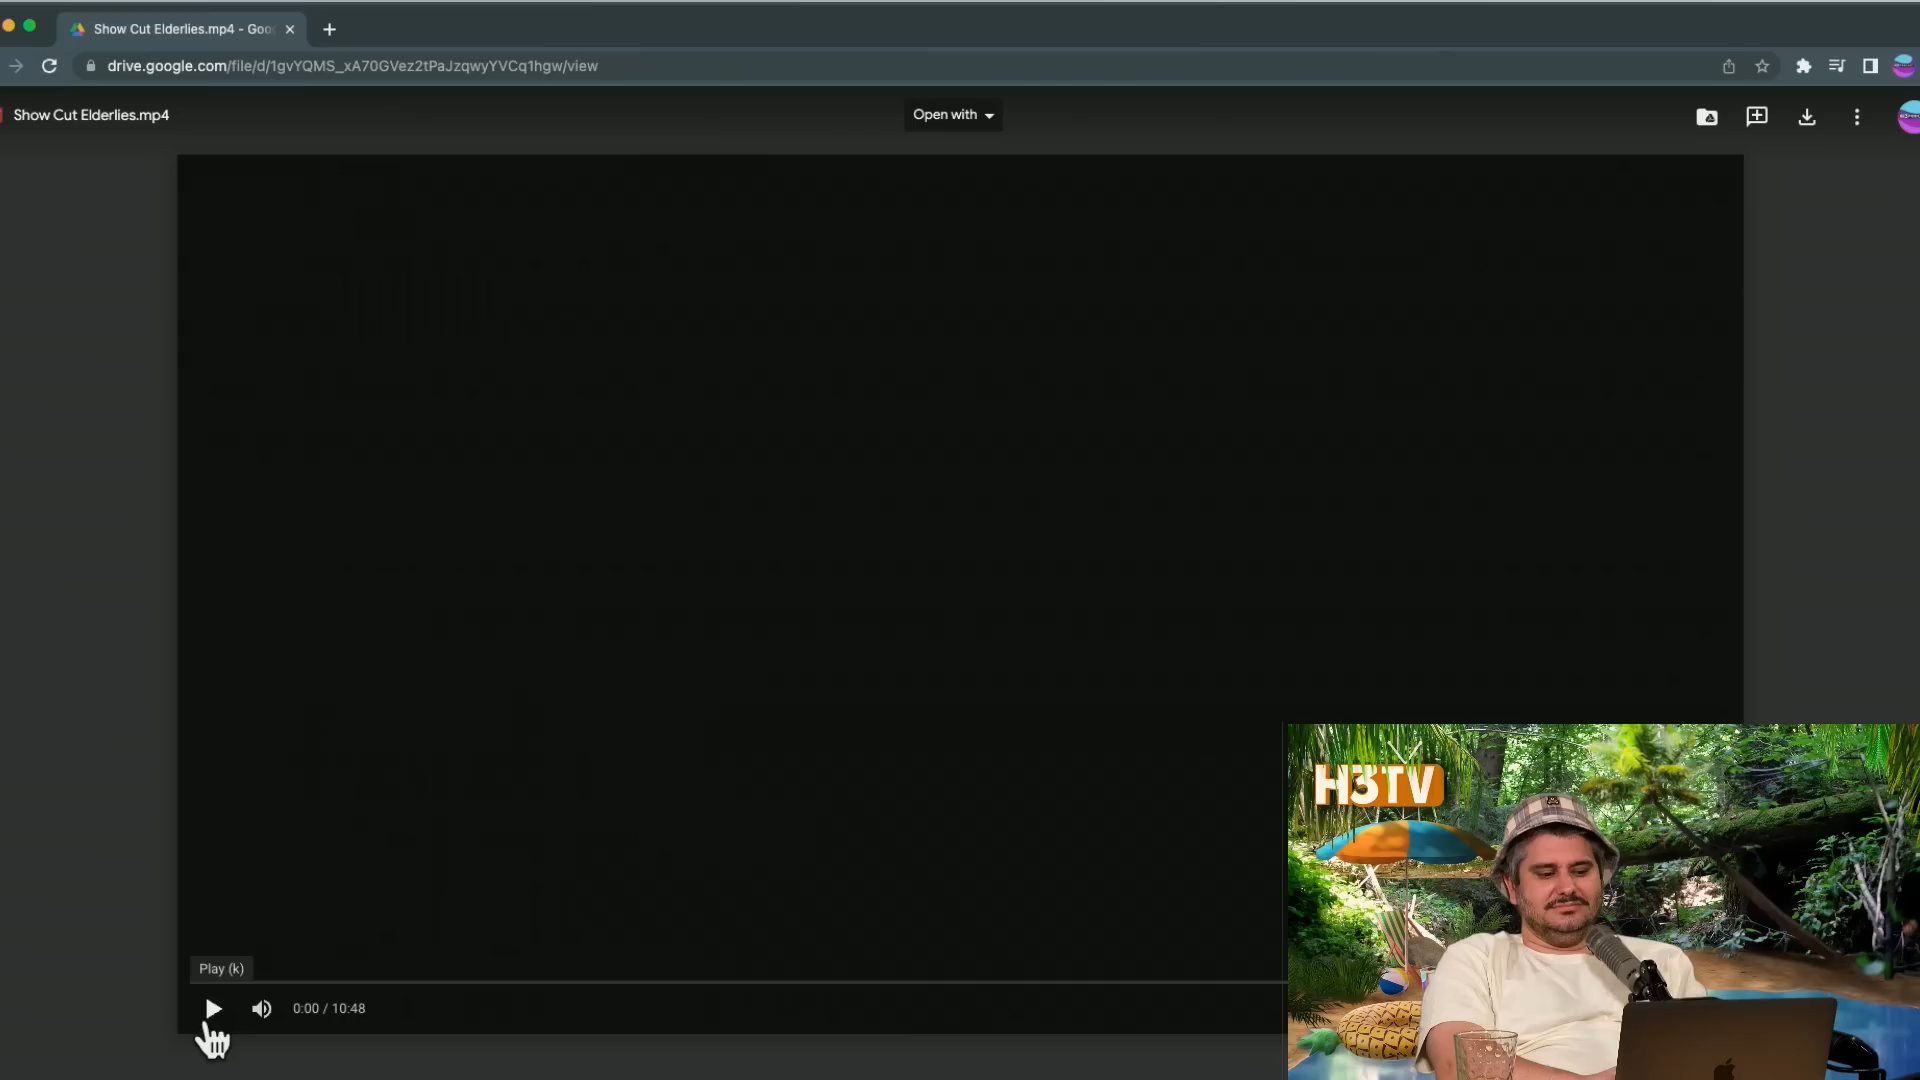 Show Cut Elderlies.mp4 - Goo
drive.google.com/file/d/1gvYQMS_xA70GVez2tPaJzqwyYVCq1hgw/view
Show Cut Elderlies.mp4
Open with
H3TV
Play (k)
0:00 / 10:48